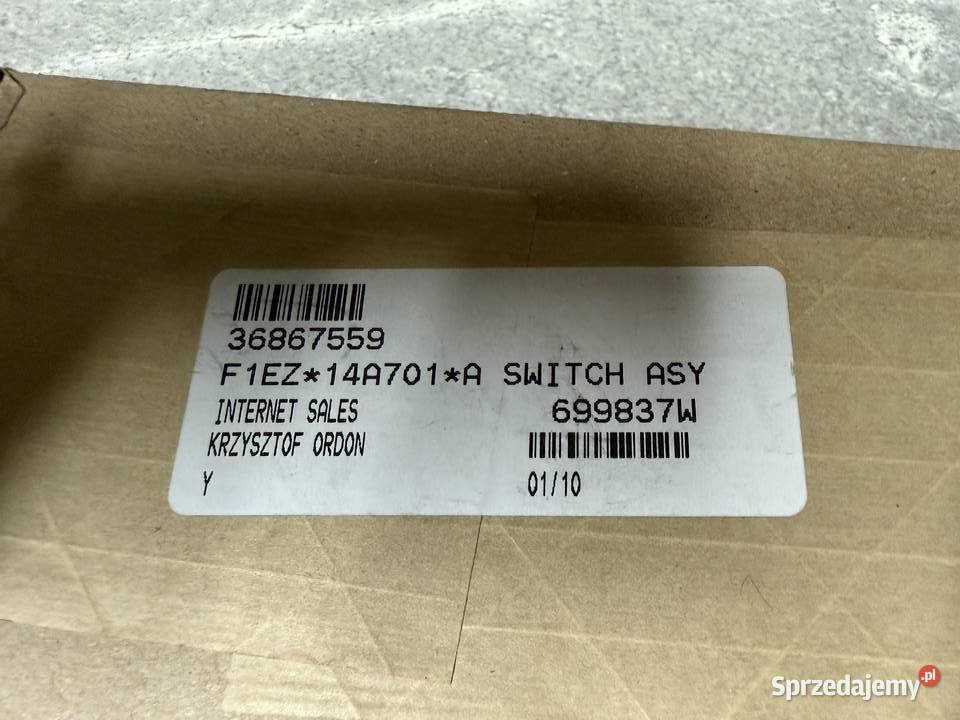 36867559
F1EZ*14A701*A SWITCH ASY
INTERNET SALES 699837W
KRZYSZTOF ORDON
Y 01/10
Sprzedajemy.pl